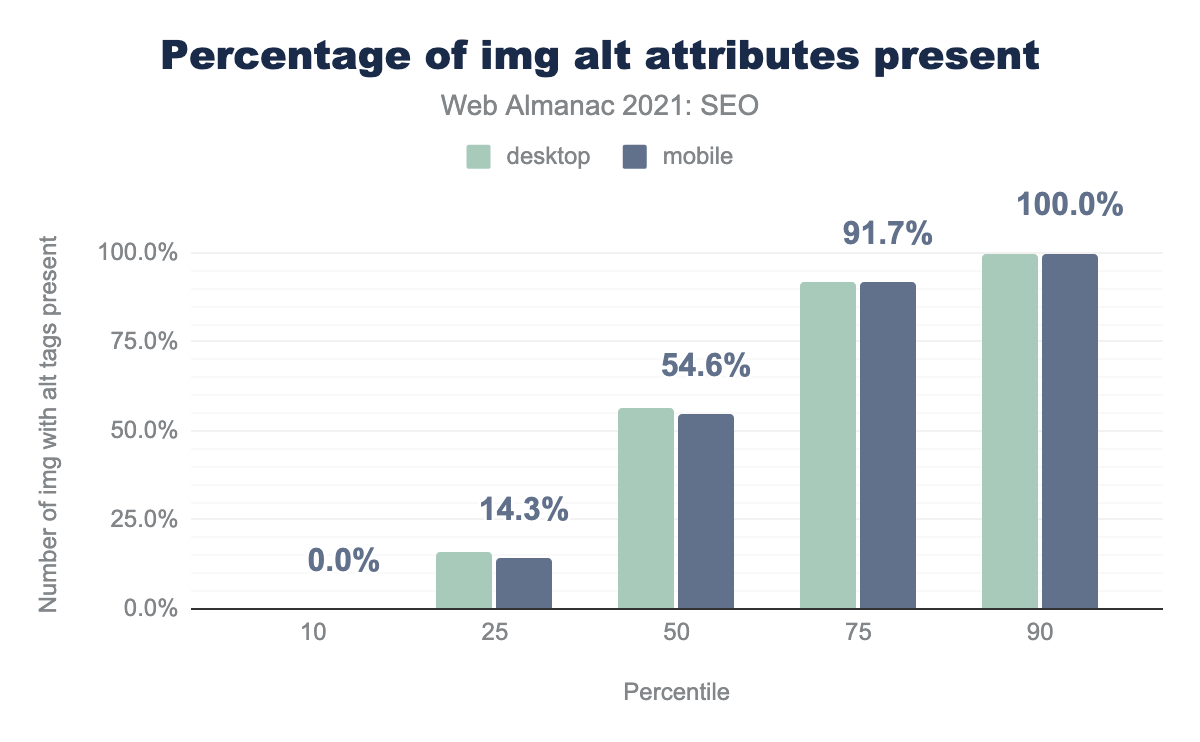 Percentage of img alt attributes present
Web Almanac 2021: SEO
desktop
mobile
Number of img with alt tags present
100.0%
75.0%
50.0%
25.0%
0.0%
0.0%
14.3%
54.6%
91.7%
100.0%
10
25
50
75
90
Percentile